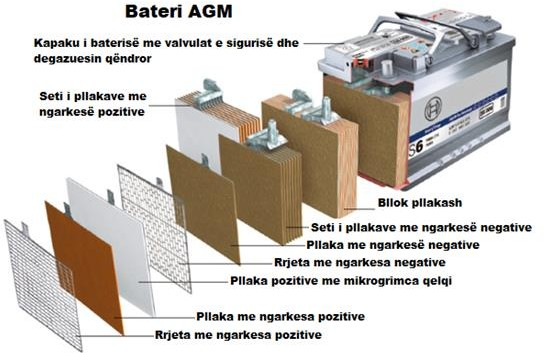 Bateri AGM
Kapaku i baterisë me valvulat e sigurisë dhe
degazuesin qëndror
Seti i pllakave me
ngarkesë pozitive
BOSCH
S6
Bllok pllakash
Seti i pllakave me ngarkesë negative
Pllaka me ngarkesë negative
Rrjeta me ngarkesa negative
Pllaka pozitive me mikrogrimca qelqi
Pllaka me ngarkesa pozitive
Rrjeta me ngarkesa pozitive